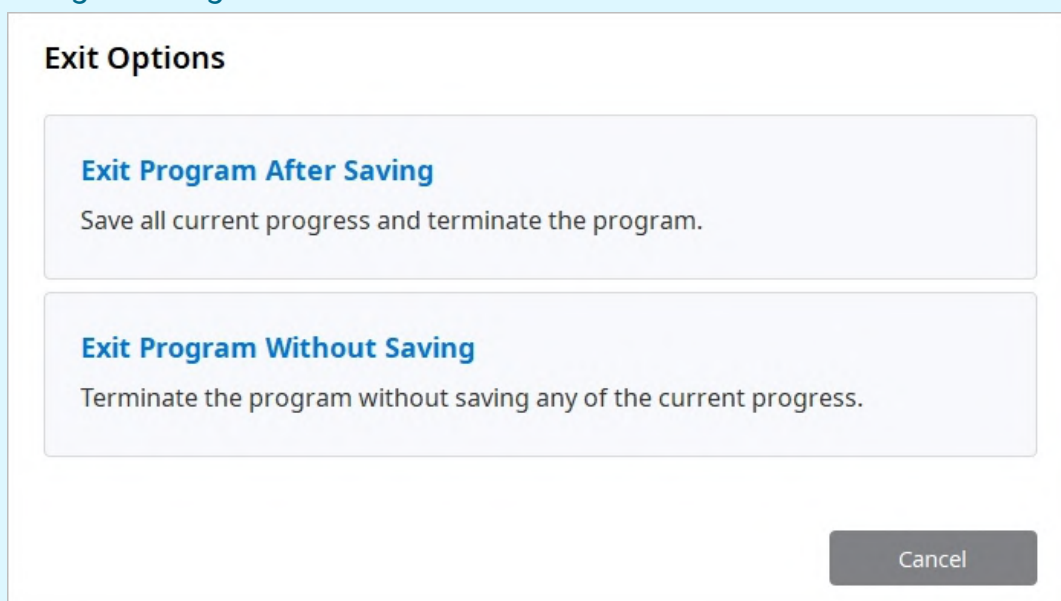 Exit Options
Exit Program After Saving
Save all current progress and terminate the program.
Exit Program Without Saving
Terminate the program without saving any of the current progress.
Cancel